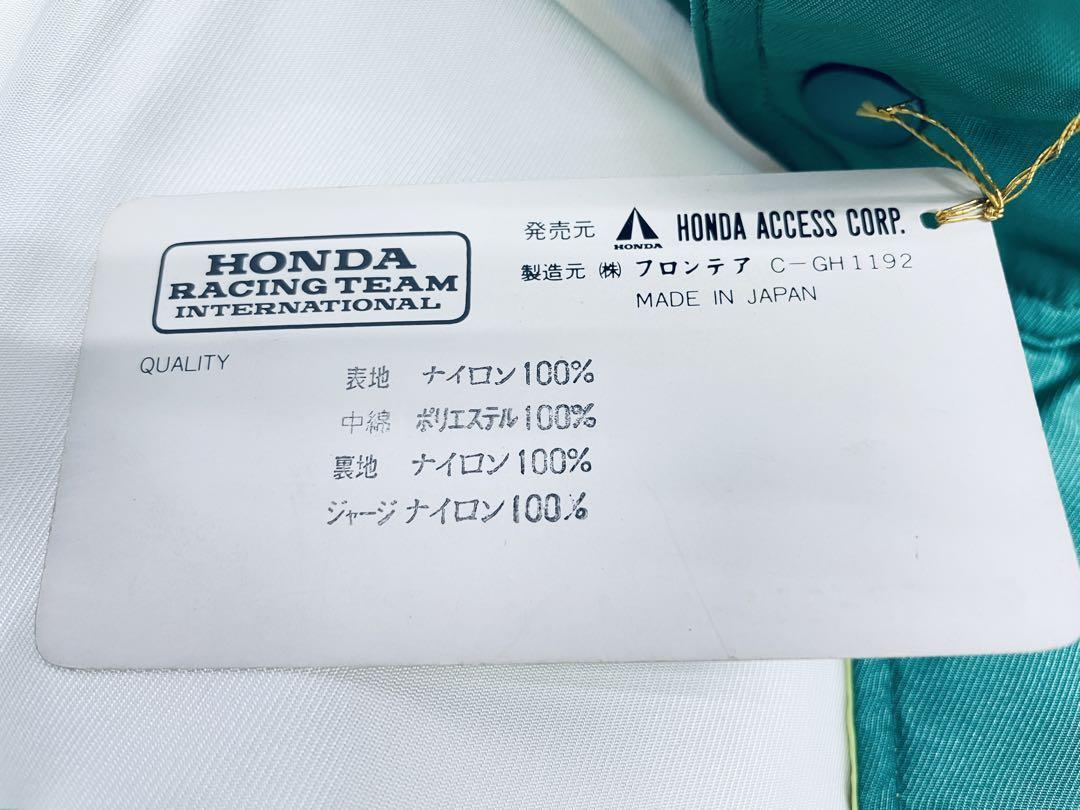 HONDA
RACING TEAM
INTERNATIONAL
発売元 HONDA HONDA ACCESS CORP.
製造元 ㈱ フロンテア C-GH1192
MADE IN JAPAN
QUALITY
表地 ナイロン100%
中綿 ポリエステル100%
裏地 ナイロン100%
ジャージ ナイロン100%